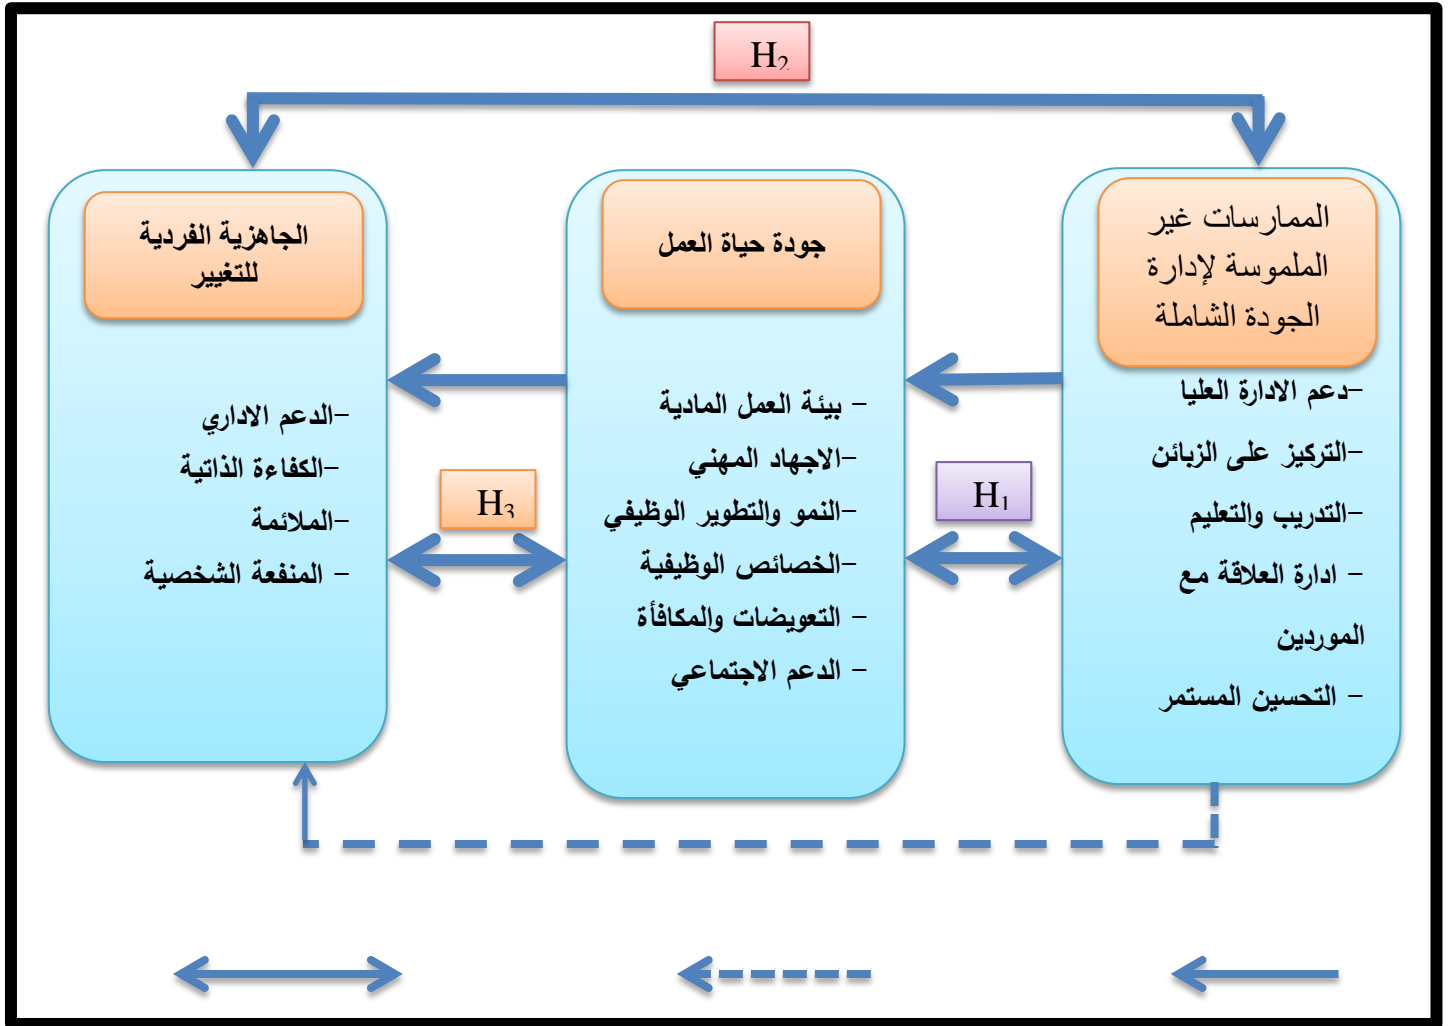 H2
الممارسات غير
الملموسة لإدارة
الجودة الشاملة
-دعم الادارة العليا
-التركيز على الزبائن
-التدريب والتعليم
- ادارة العلاقة مع
الموردين
- التحسين المستمر
H1
جودة حياة العمل
- بيئة العمل المادية
-الاجهاد المهني
-النمو والتطوير الوظيفي
-الخصائص الوظيفية
- التعويضات والمكافأة
- الدعم الاجتماعي
H3
الجاهزية الفردية
للتغيير
-الدعم الاداري
-الكفاءة الذاتية
-الملائمة
- المنفعة الشخصية